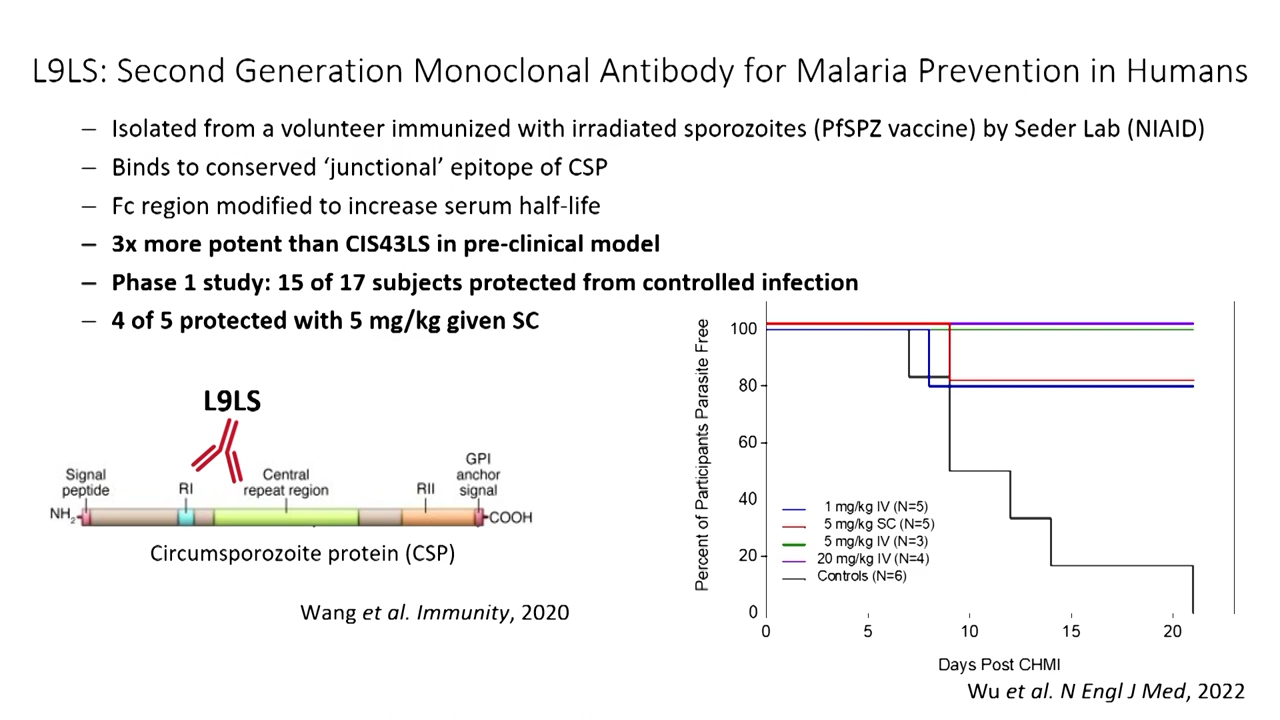 L9LS: Second Generation Monoclonal Antibody for Malaria Prevention in Humans
– Isolated from a volunteer immunized with irradiated sporozoites (PfSPZ vaccine) by Seder Lab (NIAID)
– Binds to conserved ‘junctional’ epitope of CSP
– Fc region modified to increase serum half-life
– 3x more potent than CIS43LS in pre-clinical model
– Phase 1 study: 15 of 17 subjects protected from controlled infection
– 4 of 5 protected with 5 mg/kg given SC
L9LS
Signal
peptide
RI
Central
repeat region
RII
GPI
anchor
signal
NH2
COOH
Circumsporozoite protein (CSP)
Wang et al. Immunity, 2020
Percent of Participants Parasite Free
100
80
60
40
20
0
1 mg/kg IV (N=5)
5 mg/kg SC (N=5)
5 mg/kg IV (N=3)
20 mg/kg IV (N=4)
Controls (N=6)
0
5
10
15
20
Days Post CHMI
Wu et al. N Engl J Med, 2022